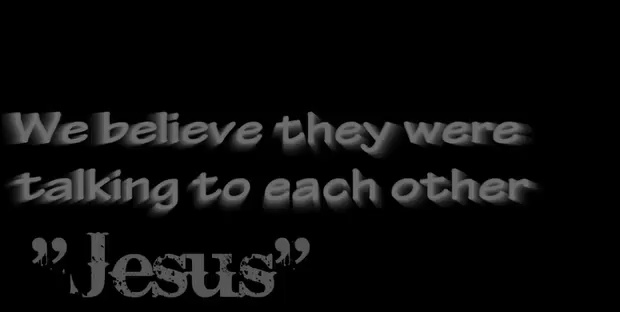 We believe they were
talking to each other
”Jesus”